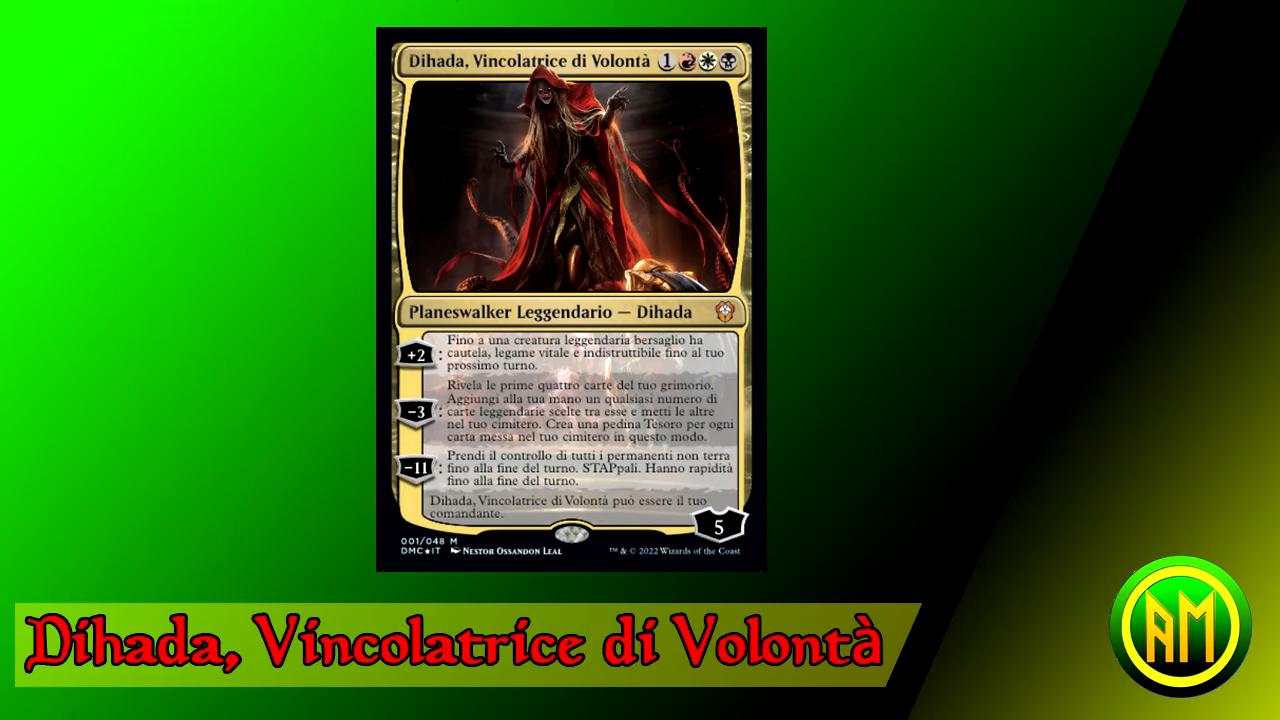 Dihada, Vincolatrice di Volontà 1
Planeswalker Leggendario — Dihada
+2: Fino a una creatura leggendaria bersaglio ha
cautela, legame vitale e indistruttibile fino al tuo
prossimo turno.
−3: Rivela le prime quattro carte del tuo grimorio.
Aggiungi alla tua mano un qualsiasi numero di
carte leggendarie scelte tra esse e metti le altre
nel tuo cimitero. Crea una pedina Tesoro per ogni
carta messa nel tuo cimitero in questo modo.
−11: Prendi il controllo di tutti i permanenti non terra
fino alla fine del turno. STAPpali. Hanno rapidità
fino alla fine del turno.
Dihada, Vincolatrice di Volontà può essere il tuo
comandante.
5
001/048 M
DMC★IT Nestor Ossandon Leal ™ & © 2022 Wizards of the Coast
Dihada, Vincolatrice di Volontà
AM